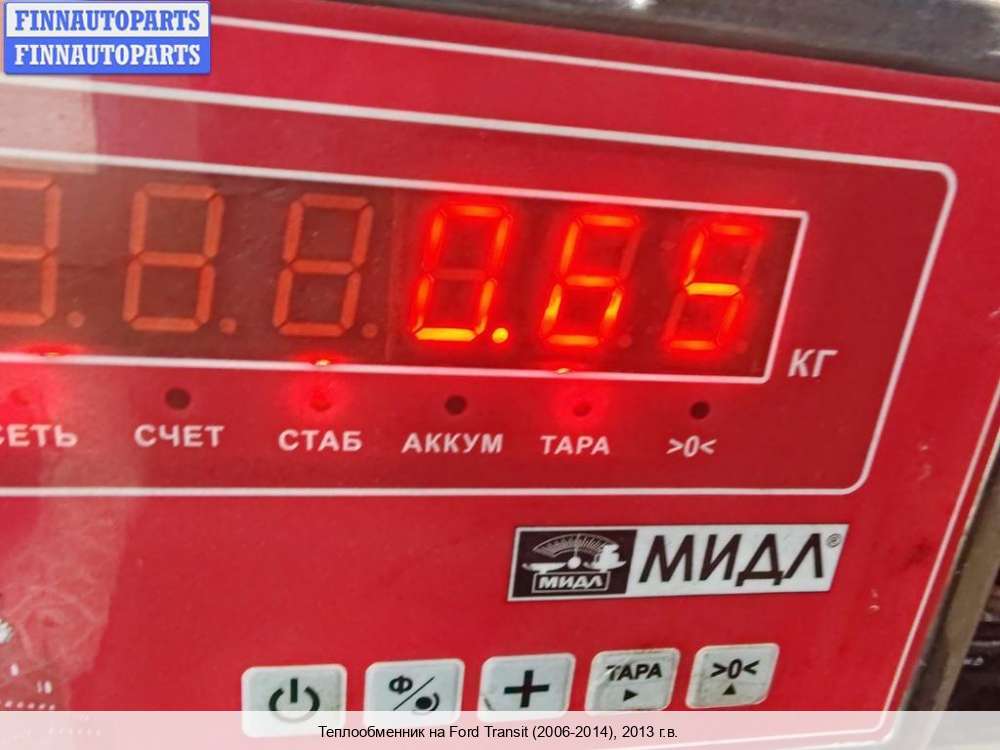 FINNAUTOPARTS
FINNAUTOPARTS
0.65
КГ
СЕТЬ СЧЕТ СТАБ АККУМ ТАРА >0<
МИДЛ МИДЛ®
Ф ТАРА >0<
Теплообменник на Ford Transit (2006-2014), 2013 г.в.